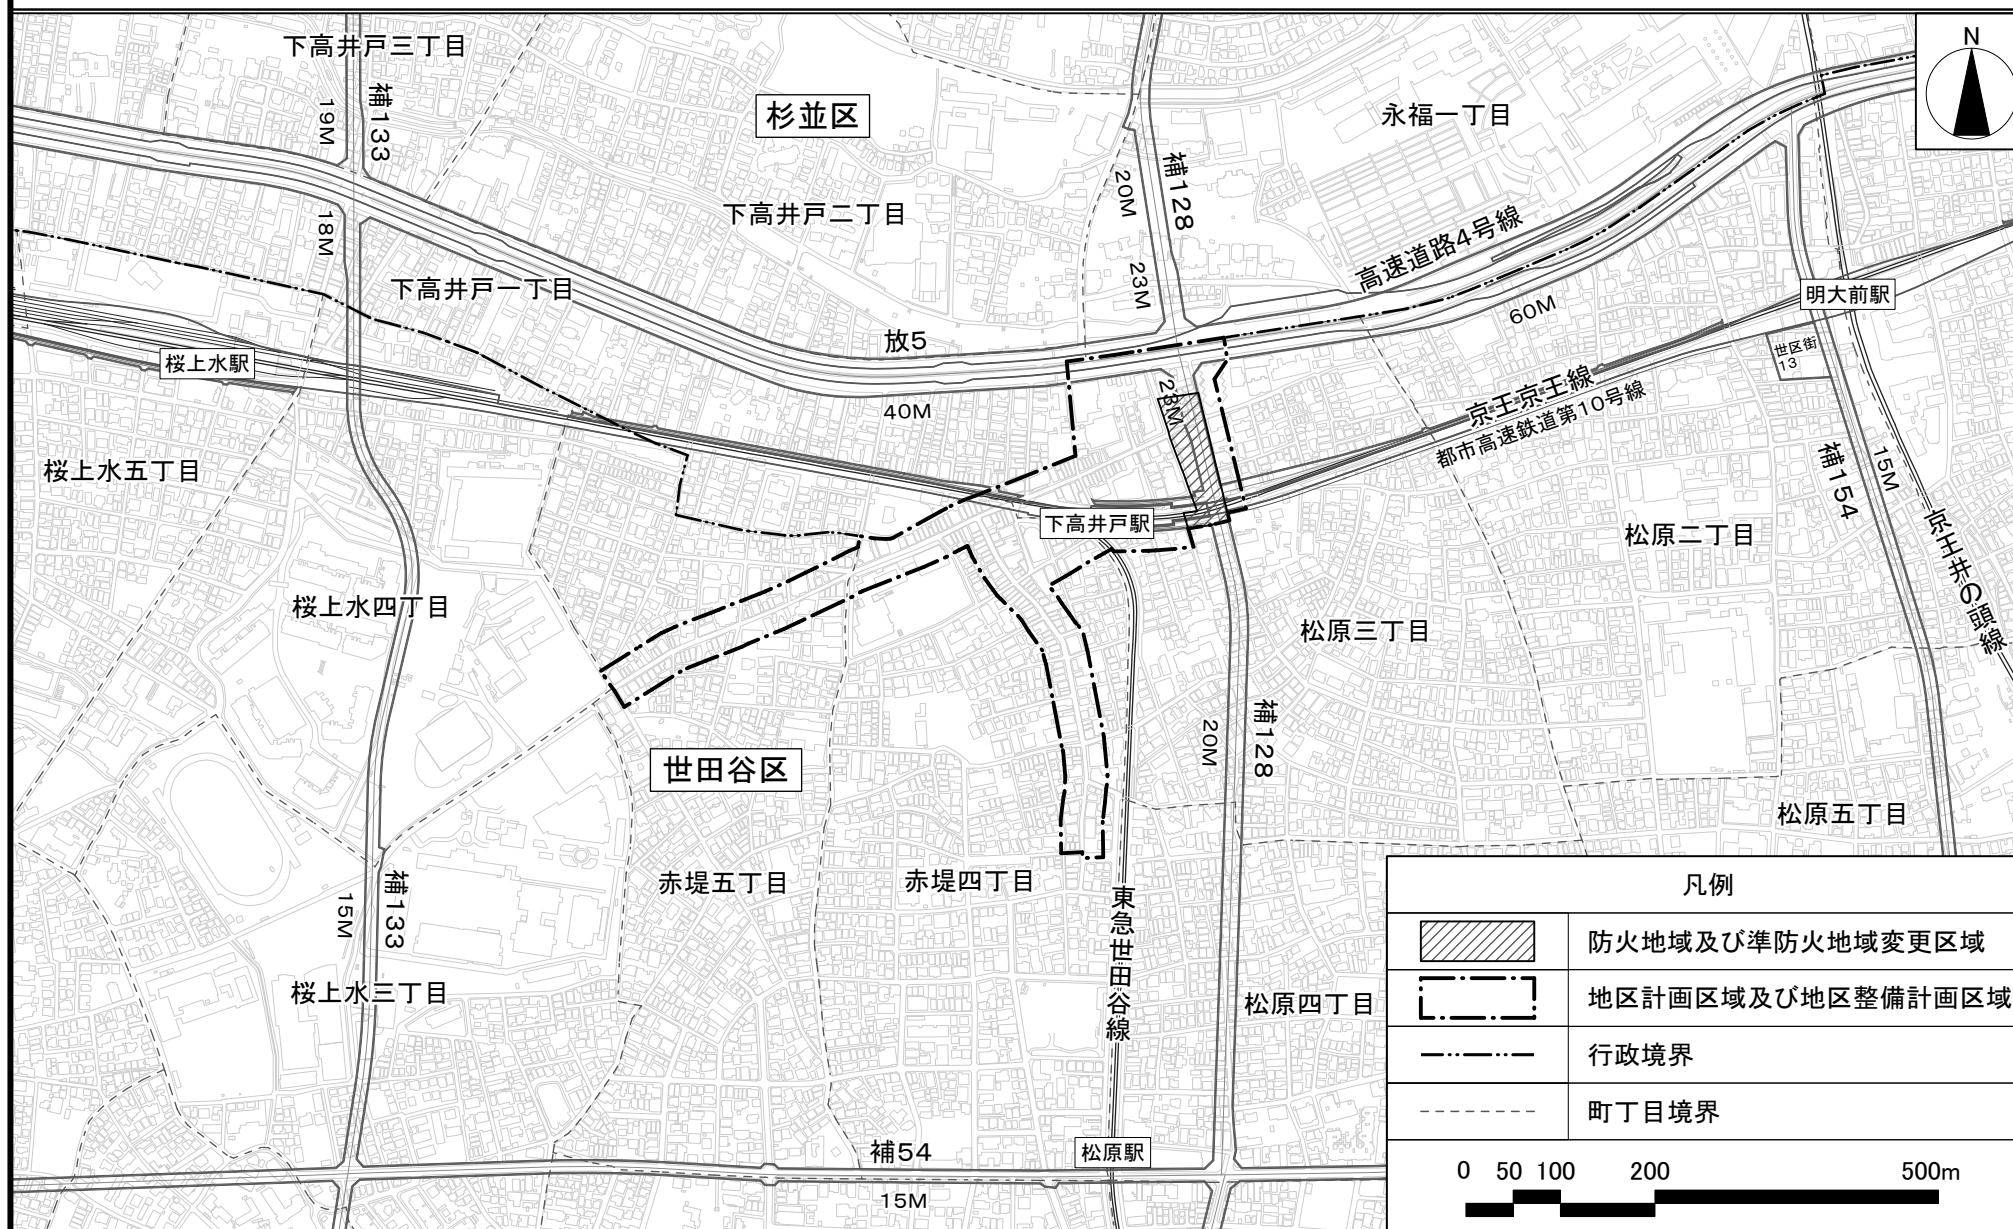 下高井戸三丁目
19M
補133
杉並区
永福一丁目
N
20M
補128
下高井戸二丁目
18M
23M
高速道路4号線
下高井戸一丁目
明大前駅
60M
放5
桜上水駅
世区街
13
40M
23M
京王京王線
都市高速鉄道第10号線
桜上水五丁目
補154
15M
下高井戸駅
松原二丁目
京王井の頭線
桜上水四丁目
松原三丁目
20M
補128
世田谷区
松原五丁目
赤堤五丁目
赤堤四丁目
15M
補133
東急世田谷線
桜上水三丁目
松原四丁目
補54
松原駅
15M
凡例
防火地域及び準防火地域変更区域
地区計画区域及び地区整備計画区域
行政境界
町丁目境界
0 50 100 200 500m